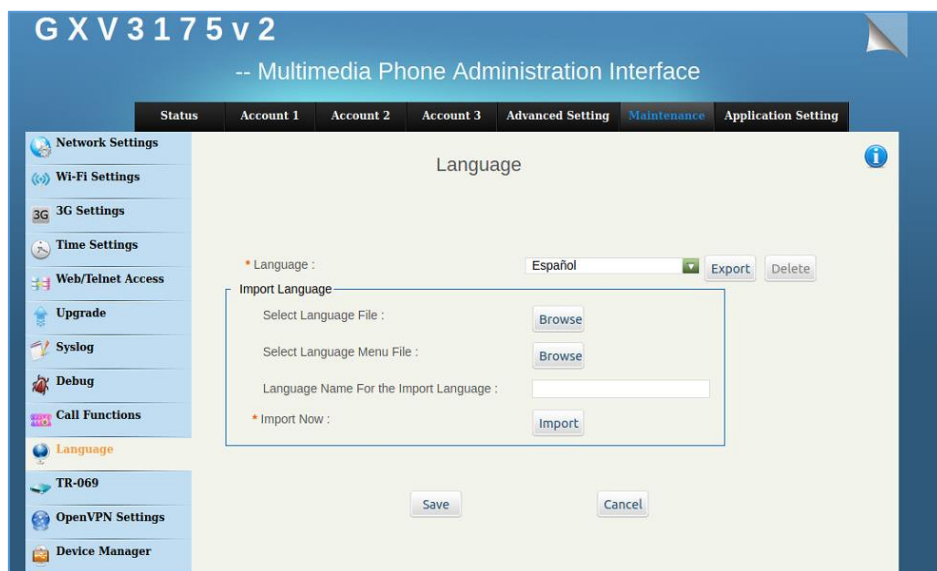 GXV3175v2
-- Multimedia Phone Administration Interface
Status Account 1 Account 2 Account 3 Advanced Setting Maintenance Application Setting
Network Settings
Wi-Fi Settings
3G 3G Settings
Time Settings
Web/Telnet Access
Upgrade
Syslog
Debug
Call Functions
Language
TR-069
OpenVPN Settings
Device Manager
Language
* Language : Español Export Delete
Import Language
Select Language File : Browse
Select Language Menu File : Browse
Language Name For the Import Language :
* Import Now : Import
Save Cancel